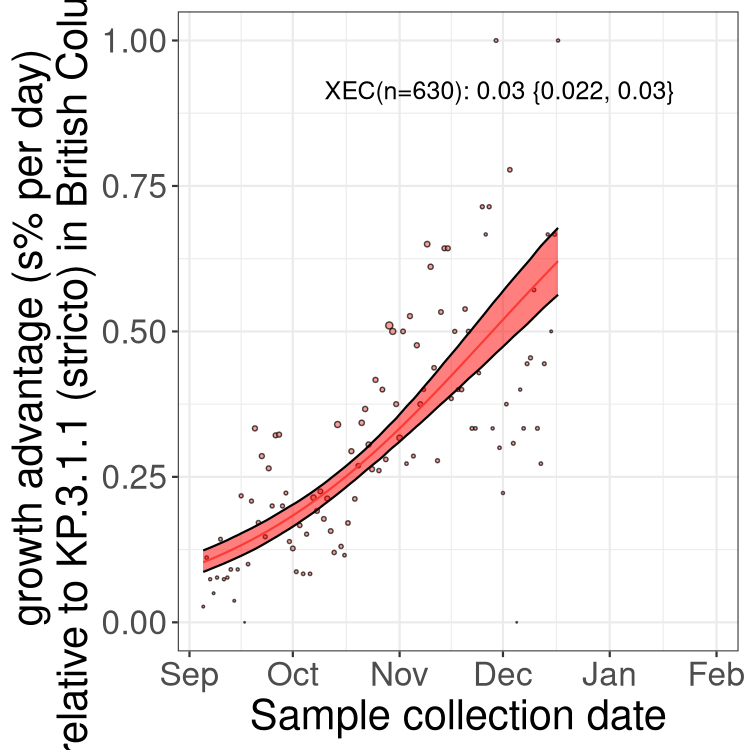 growth advantage (s% per day)
relative to KP.3.1.1 (stricto) in British Colu
1.00
0.75
0.50
0.25
0.00
XEC(n=630): 0.03 {0.022, 0.03}
Sep Oct Nov Dec Jan Feb
Sample collection date